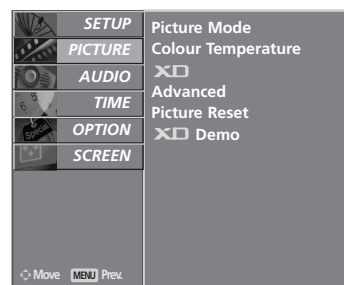 SETUP
PICTURE
AUDIO
TIME
OPTION
Special
SCREEN
Move MENU Prev.
Picture Mode
Colour Temperature
XD
Advanced
Picture Reset
XD Demo